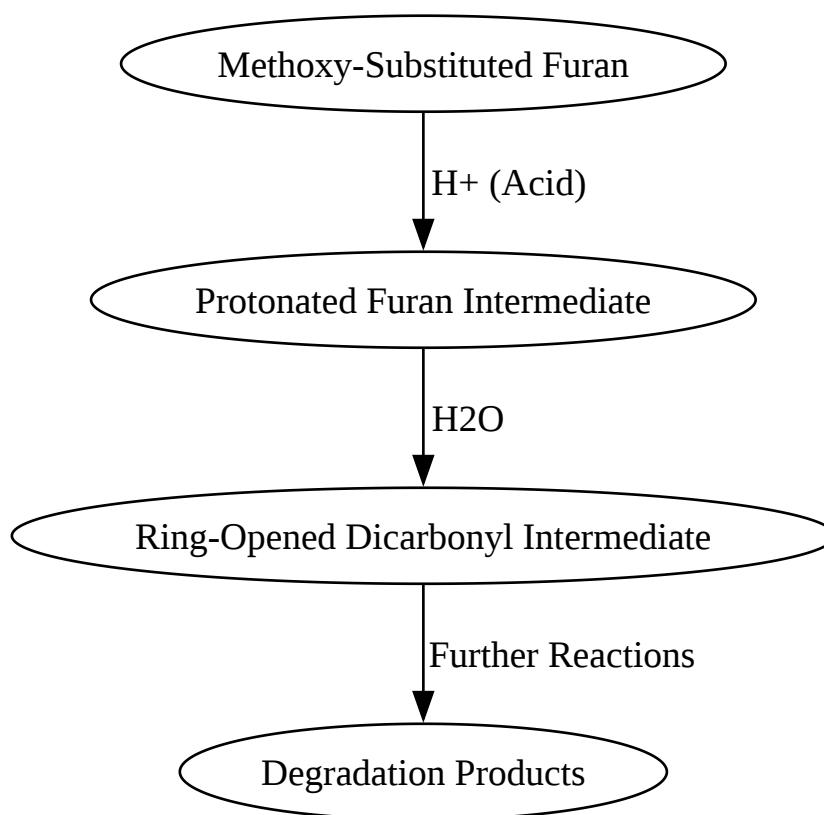 Methoxy-Substituted Furan
H+ (Acid)
Protonated Furan Intermediate
H2O
Ring-Opened Dicarbonyl Intermediate
Further Reactions
Degradation Products